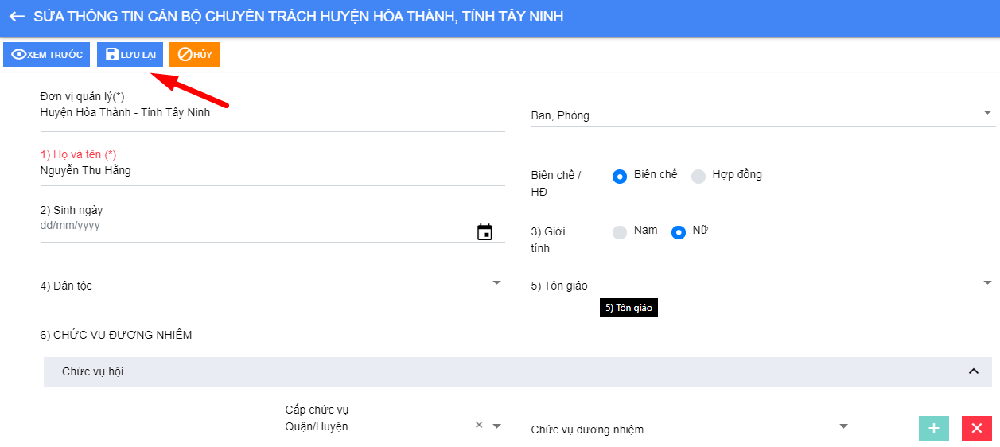 SỬA THÔNG TIN CÁN BỘ CHUYÊN TRÁCH HUYỆN HÒA THÀNH, TỈNH TÂY NINH
XEM TRƯỚC
LƯU LẠI
HỦY
Đơn vị quản lý(*)
Huyện Hòa Thành - Tỉnh Tây Ninh
Ban, Phòng
1) Họ và tên (*)
Nguyễn Thu Hằng
Biên chế /
HĐ
Biên chế
Hợp đồng
2) Sinh ngày
dd/mm/yyyy
3) Giới
tính
Nam
Nữ
4) Dân tộc
5) Tôn giáo
5) Tôn giáo
6) CHỨC VỤ ĐƯƠNG NHIỆM
Chức vụ hội
Cấp chức vụ
Quận/Huyện
Chức vụ đương nhiệm